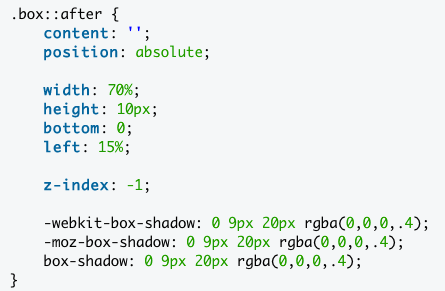 .box::after {
    content: '';
    position: absolute;

    width: 70%;
    height: 10px;
    bottom: 0;
    left: 15%;

    z-index: -1;

    -webkit-box-shadow: 0 9px 20px rgba(0,0,0,.4);
    -moz-box-shadow: 0 9px 20px rgba(0,0,0,.4);
    box-shadow: 0 9px 20px rgba(0,0,0,.4);
}